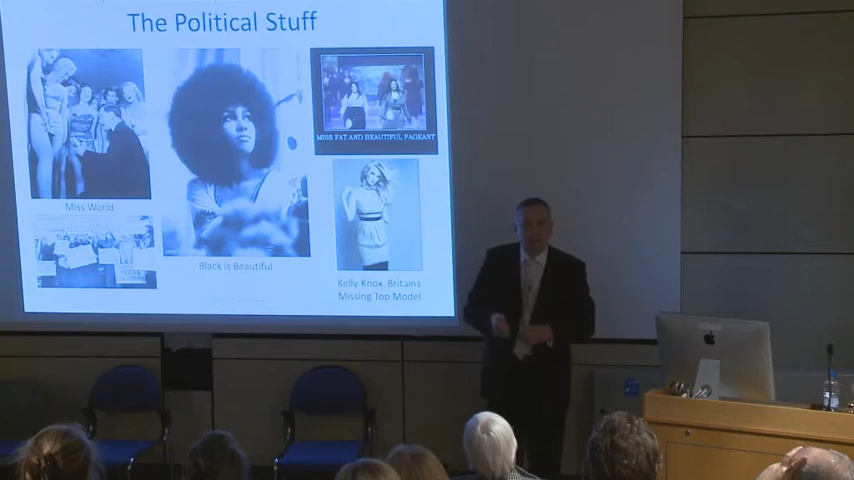 The Political Stuff
MISS FAT AND BEAUTIFUL PAGEANT
Miss World
Black is Beautiful
Kelly Knox. Britains
Missing Top Model